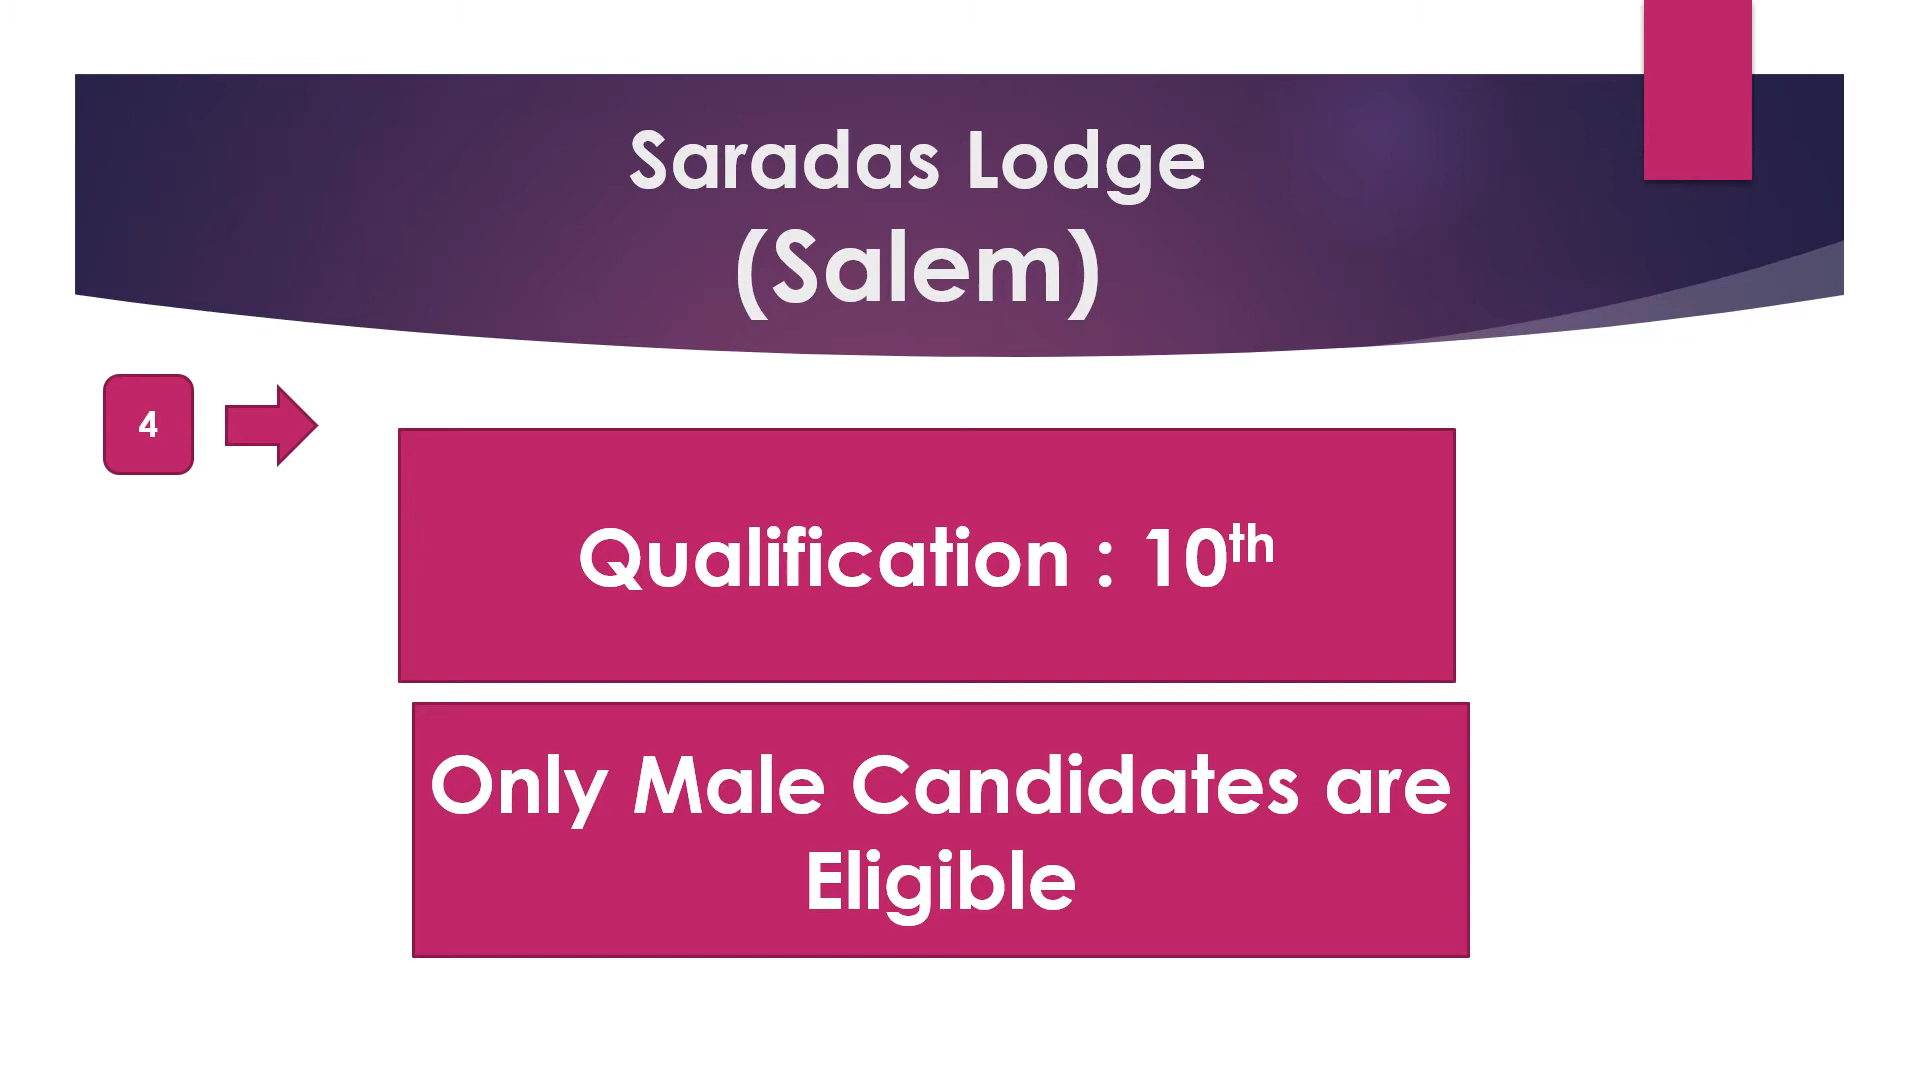 Saradas Lodge
(Salem)
4
Qualification : 10th
Only Male Candidates are
Eligible